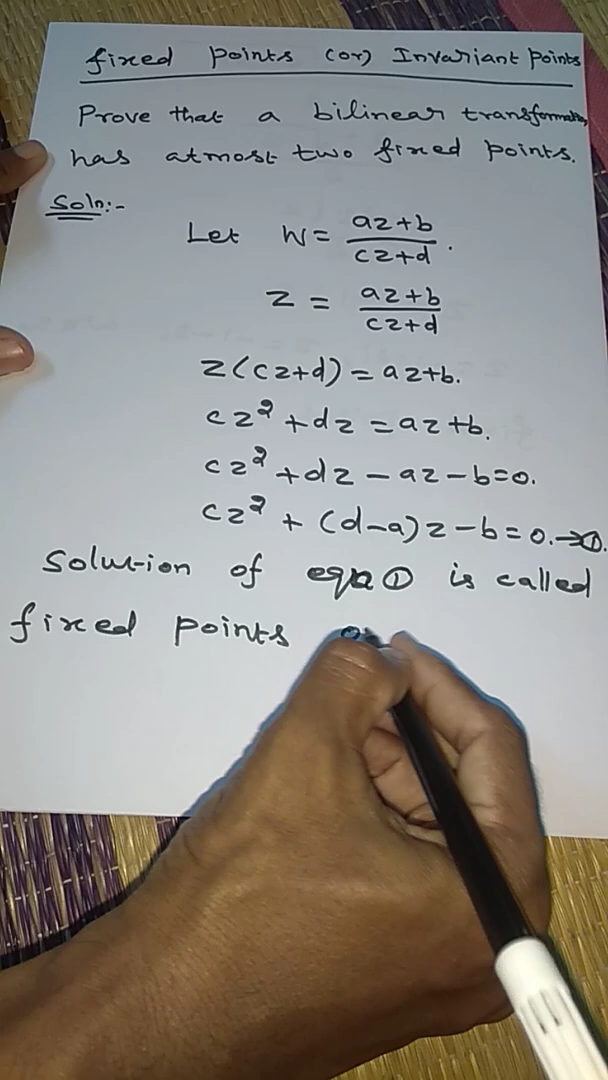 fixed points (or) Invariant points
Prove that a bilinear transformation
has atmost two fixed points.
Soln:-
Let W = az+b / cz+d .
z = az+b / cz+d
z(cz+d) = az+b.
cz² + dz = az+b.
cz² + dz - az - b = 0.
cz² + (d-a)z - b = 0. → ①.
Solution of eqn ① is called
fixed points